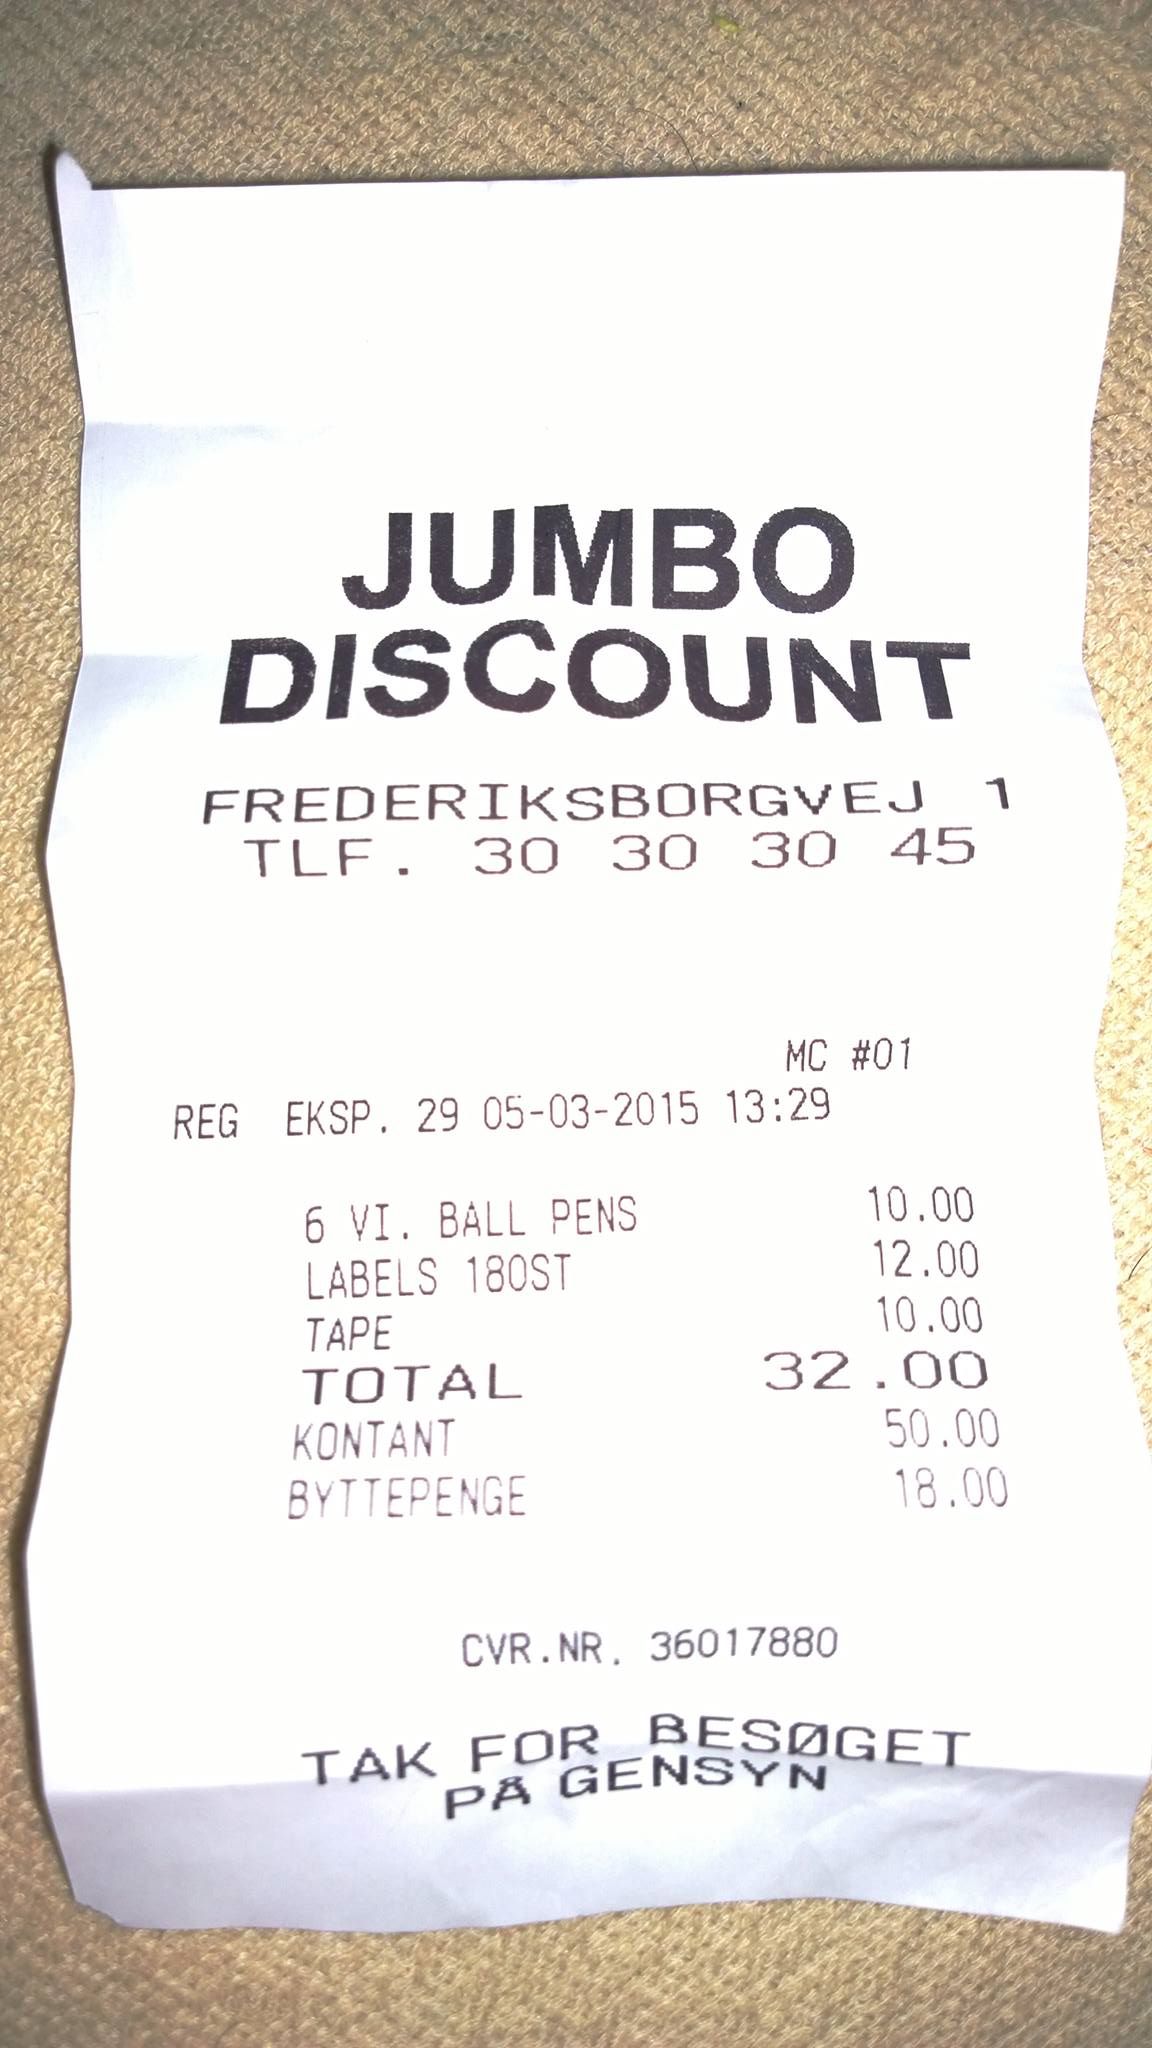 JUMBO
DISCOUNT
FREDERIKSBORGVEJ 1
TLF. 30 30 30 45
MC #01
REG EKSP. 29 05-03-2015 13:29
6 VI. BALL PENS 10.00
LABELS 180ST 12.00
TAPE 10.00
TOTAL 32.00
KONTANT 50.00
BYTTEPENGE 18.00
CVR.NR. 36017880
TAK FOR BESØGET
PÅ GENSYN